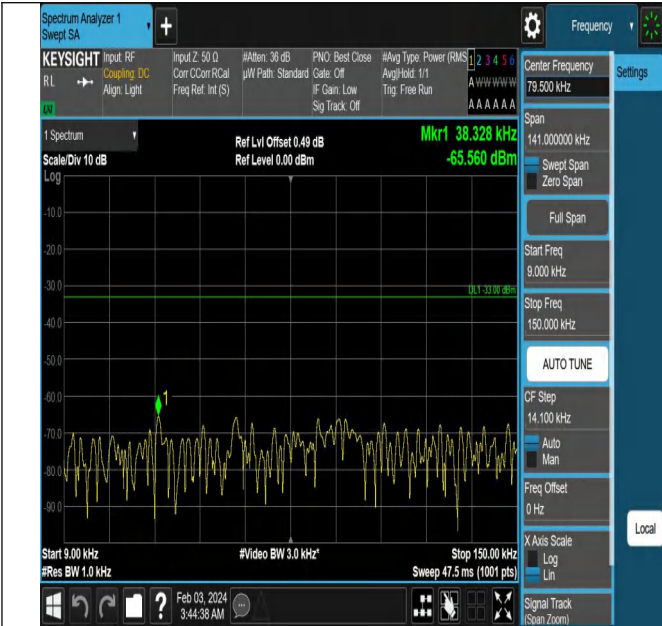 Spectrum Analyzer 1
Swept SA
+
Frequency
KEYSIGHT
RL
LXI
Input: RF
Coupling: DC
Align: Light
Input Z: 50 Ω
Corr CCorr RCal
Freq Ref: Int (S)
#Atten: 36 dB
µW Path: Standard
PNO: Best Close
Gate: Off
IF Gain: Low
Sig Track: Off
#Avg Type: Power (RMS
Avg|Hold: 1/1
Trig: Free Run
1 2 3 4 5 6
A W W W W W
A A A A A A
Center Frequency
79.500 kHz
Settings
Span
141.000000 kHz
Swept Span
Zero Span
Full Span
Start Freq
9.000 kHz
Stop Freq
150.000 kHz
AUTO TUNE
CF Step
14.100 kHz
Auto
Man
Freq Offset
0 Hz
X Axis Scale
Log
Lin
Local
Signal Track
(Span Zoom)
1 Spectrum
Scale/Div 10 dB
Log
Ref Lvl Offset 0.49 dB
Ref Level 0.00 dBm
Mkr1 38.328 kHz
-65.560 dBm
-10.0
-20.0
-30.0
DL1 -33.00 dBm
-40.0
-50.0
-60.0
1
-70.0
-80.0
-90.0
Start 9.00 kHz
#Video BW 3.0 kHz*
Stop 150.00 kHz
#Res BW 1.0 kHz
Sweep 47.5 ms (1001 pts)
?
Feb 03, 2024
3:44:38 AM